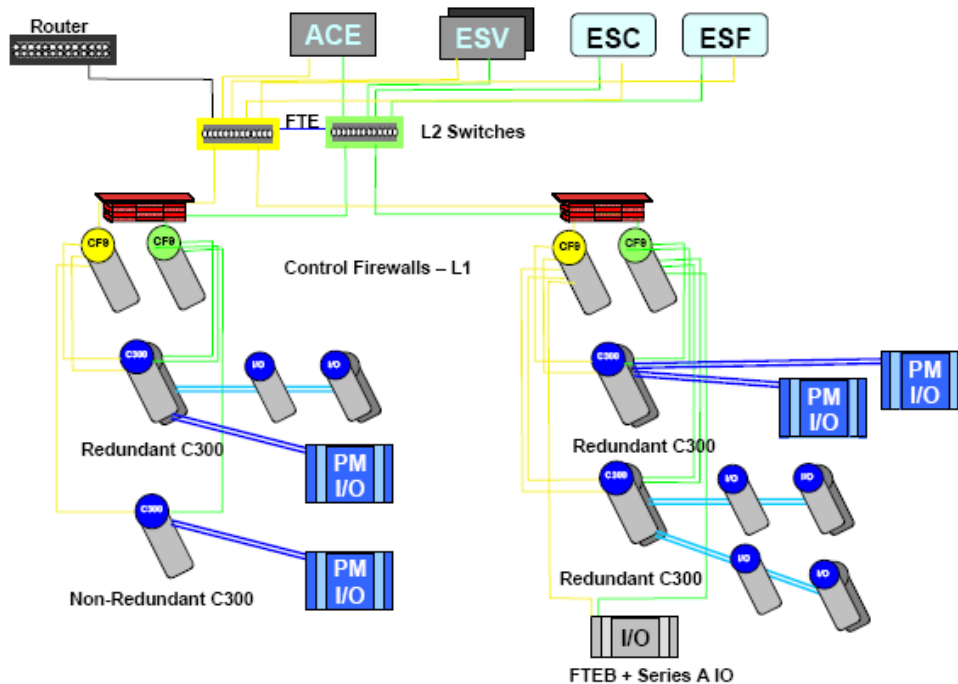 Router
ACE
ESV
ESC
ESF
FTE
L2 Switches
CF9
CF9
CF9
CF9
Control Firewalls – L1
C300
I/O
I/O
C300
PM
I/O
PM
I/O
Redundant C300
PM
I/O
Redundant C300
C300
I/O
I/O
C300
PM
I/O
I/O
I/O
Non-Redundant C300
Redundant C300
I/O
FTEB + Series A IO